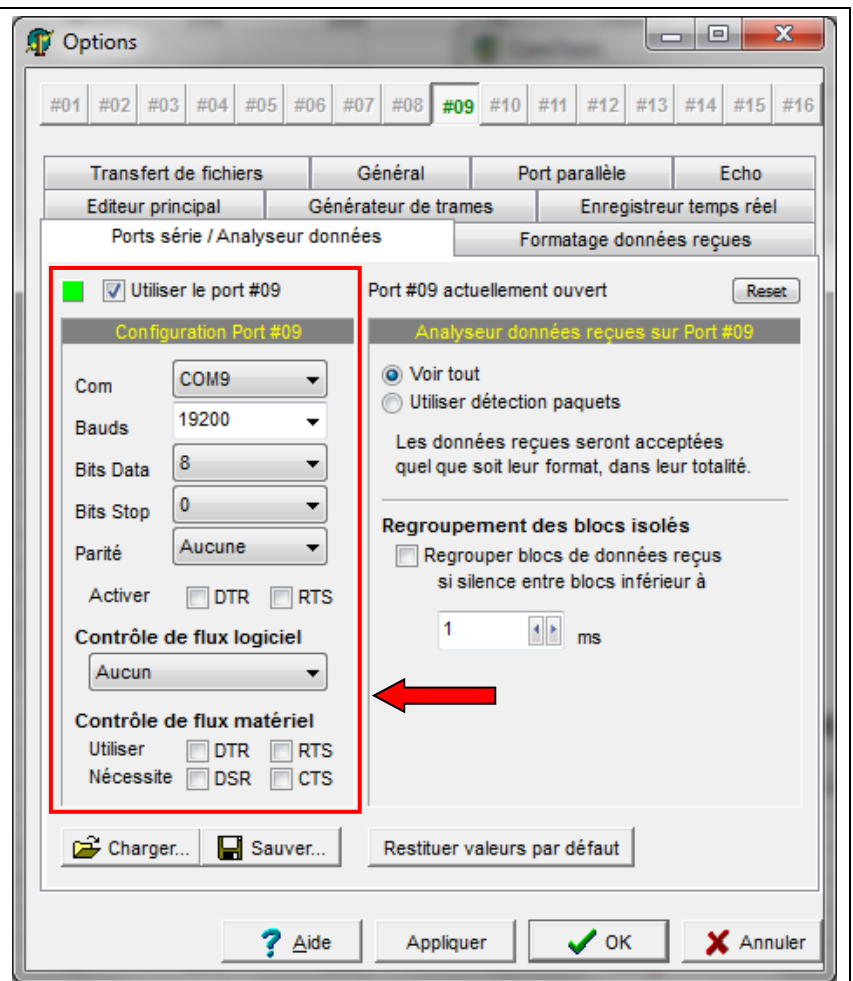 Options
#01 #02 #03 #04 #05 #06 #07 #08 #09 #10 #11 #12 #13 #14 #15 #16
Transfert de fichiers Général Port parallèle Echo
Editeur principal Générateur de trames Enregistreur temps réel
Ports série / Analyseur données Formatage données reçues
Utiliser le port #09 Port #09 actuellement ouvert Reset
Configuration Port #09
Com COM9
Bauds 19200
Bits Data 8
Bits Stop 0
Parité Aucune
Activer DTR RTS
Contrôle de flux logiciel
Aucun
Contrôle de flux matériel
Utiliser DTR RTS
Nécessite DSR CTS
Analyseur données reçues sur Port #09
Voir tout
Utiliser détection paquets
Les données reçues seront acceptées
quel que soit leur format, dans leur totalité.
Regroupement des blocs isolés
Regrouper blocs de données reçus
si silence entre blocs inférieur à
1 ms
Charger... Sauver... Restituer valeurs par défaut
Aide Appliquer OK Annuler